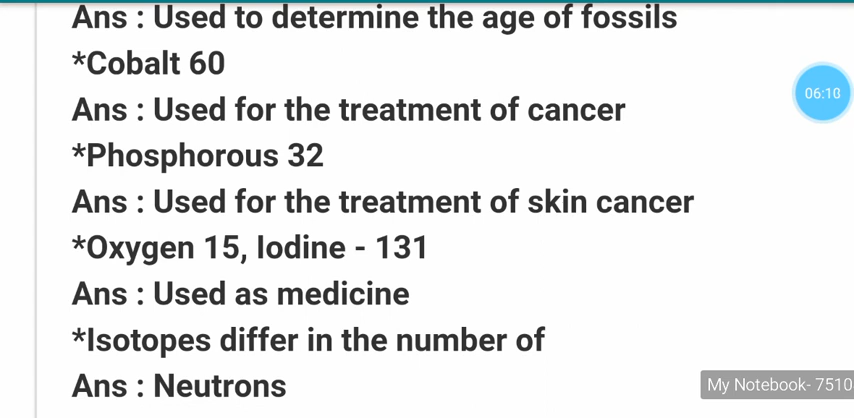 Ans : Used to determine the age of fossils
*Cobalt 60
06:18
Ans : Used for the treatment of cancer
*Phosphorous 32
Ans : Used for the treatment of skin cancer
*Oxygen 15, Iodine - 131
Ans : Used as medicine
*Isotopes differ in the number of
Ans : Neutrons
My Notebook- 7510